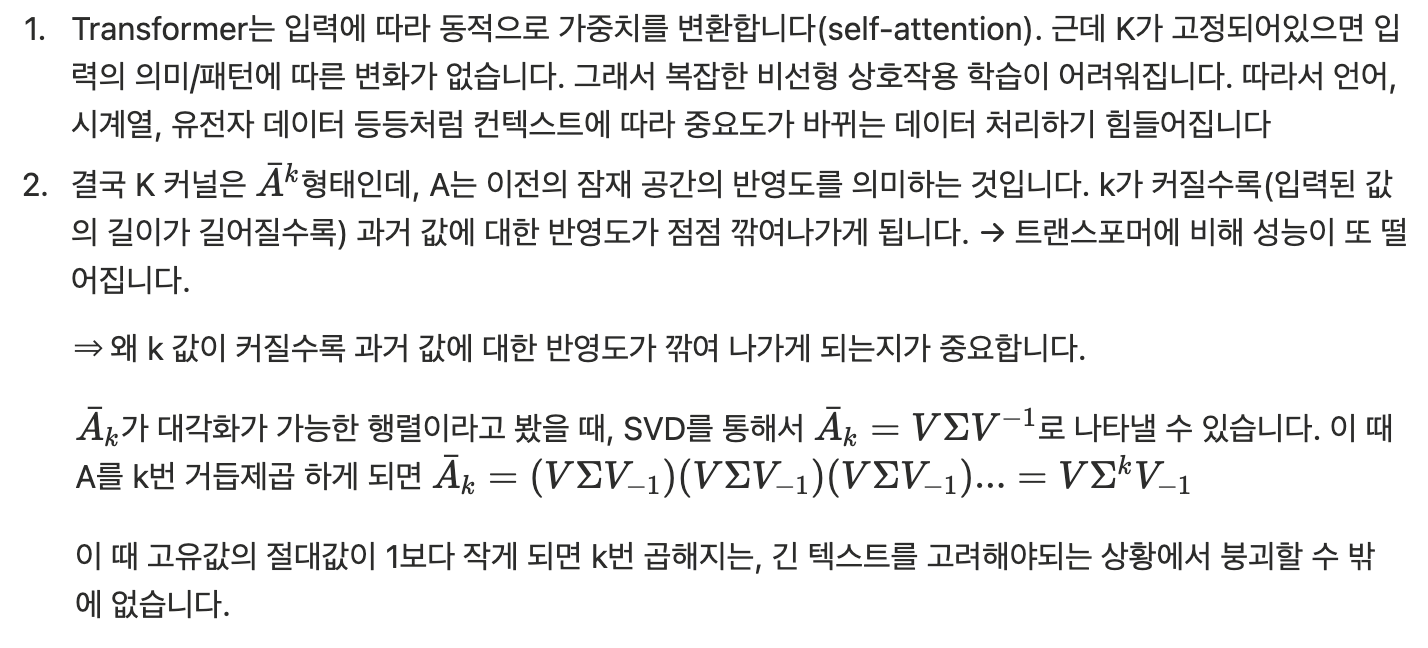 1. Transformer는 입력에 따라 동적으로 가중치를 변환합니다(self-attention). 근데 K가 고정되어있으면 입
력의 의미/패턴에 따른 변화가 없습니다. 그래서 복잡한 비선형 상호작용 학습이 어려워집니다. 따라서 언어,
시계열, 유전자 데이터 등등처럼 컨텍스트에 따라 중요도가 바뀌는 데이터 처리하기 힘들어집니다
2. 결국 K 커널은 Ā^k형태인데, A는 이전의 잠재 공간의 반영도를 의미하는 것입니다. k가 커질수록(입력된 값
의 길이가 길어질수록) 과거 값에 대한 반영도가 점점 깎여나가게 됩니다. → 트랜스포머에 비해 성능이 또 떨
어집니다.
⇒ 왜 k 값이 커질수록 과거 값에 대한 반영도가 깎여 나가게 되는지가 중요합니다.
Ā_k가 대각화가 가능한 행렬이라고 봤을 때, SVD를 통해서 Ā_k = VΣV^{-1}로 나타낼 수 있습니다. 이 때
A를 k번 거듭제곱 하게 되면 Ā_k = (VΣV_{-1})(VΣV_{-1})(VΣV_{-1})... = VΣ^kV_{-1}
이 때 고유값의 절대값이 1보다 작게 되면 k번 곱해지는, 긴 텍스트를 고려해야되는 상황에서 붕괴할 수 밖
에 없습니다.